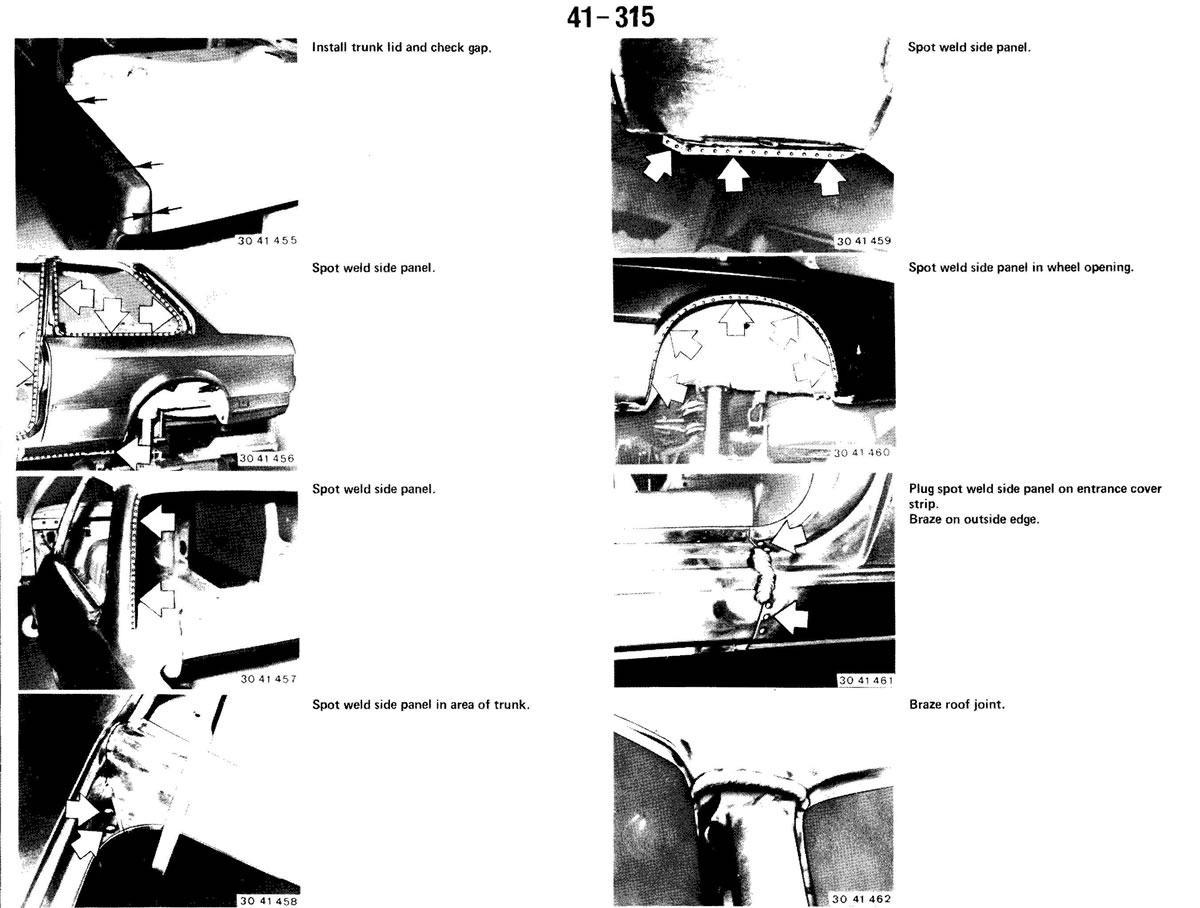 41-315
Install trunk lid and check gap.
30 41 455
Spot weld side panel.
30 41 456
Spot weld side panel.
30 41 457
Spot weld side panel in area of trunk.
30 41 458
Spot weld side panel.
30 41 459
Spot weld side panel in wheel opening.
30 41 460
Plug spot weld side panel on entrance cover
strip.
Braze on outside edge.
30 41 461
Braze roof joint.
30 41 462